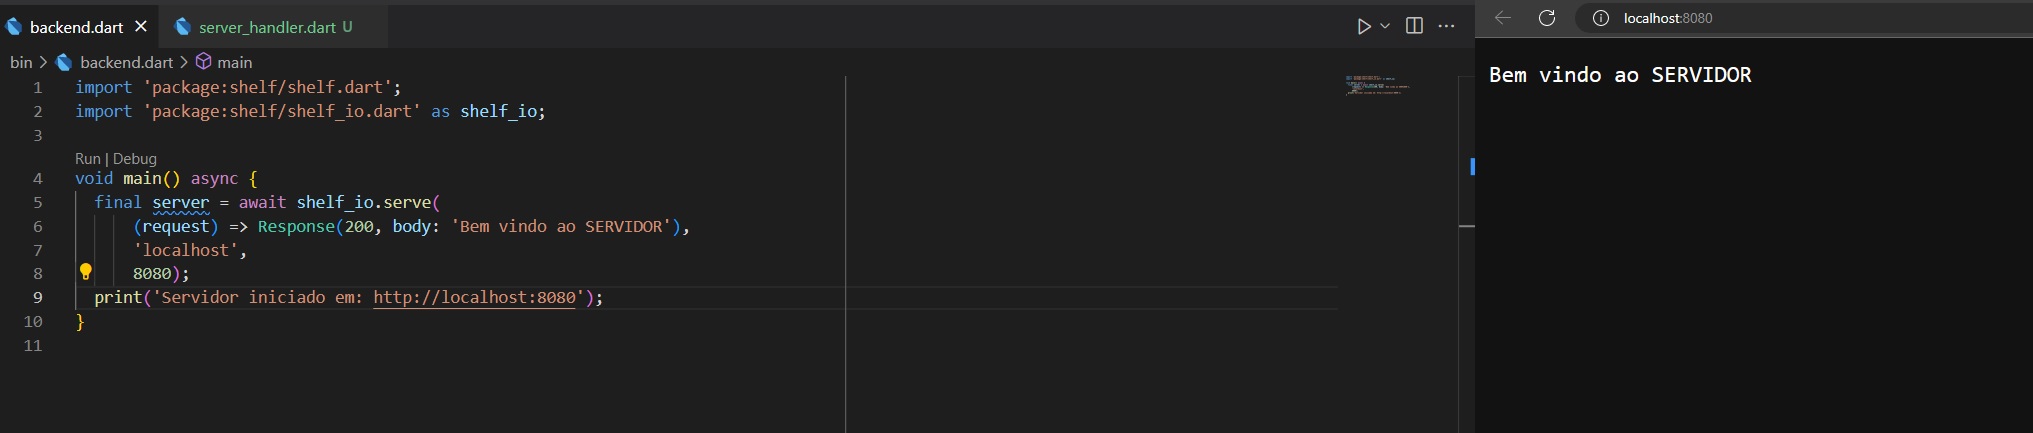 backend.dart
server_handler.dart U
bin > backend.dart > main
1 import 'package:shelf/shelf.dart';
2 import 'package:shelf/shelf_io.dart' as shelf_io;
3
Run | Debug
4 void main() async {
5 final server = await shelf_io.serve(
6 (request) => Response(200, body: 'Bem vindo ao SERVIDOR'),
7 'localhost',
8 8080);
9 print('Servidor iniciado em: http://localhost:8080');
10 }
11
localhost:8080
Bem vindo ao SERVIDOR